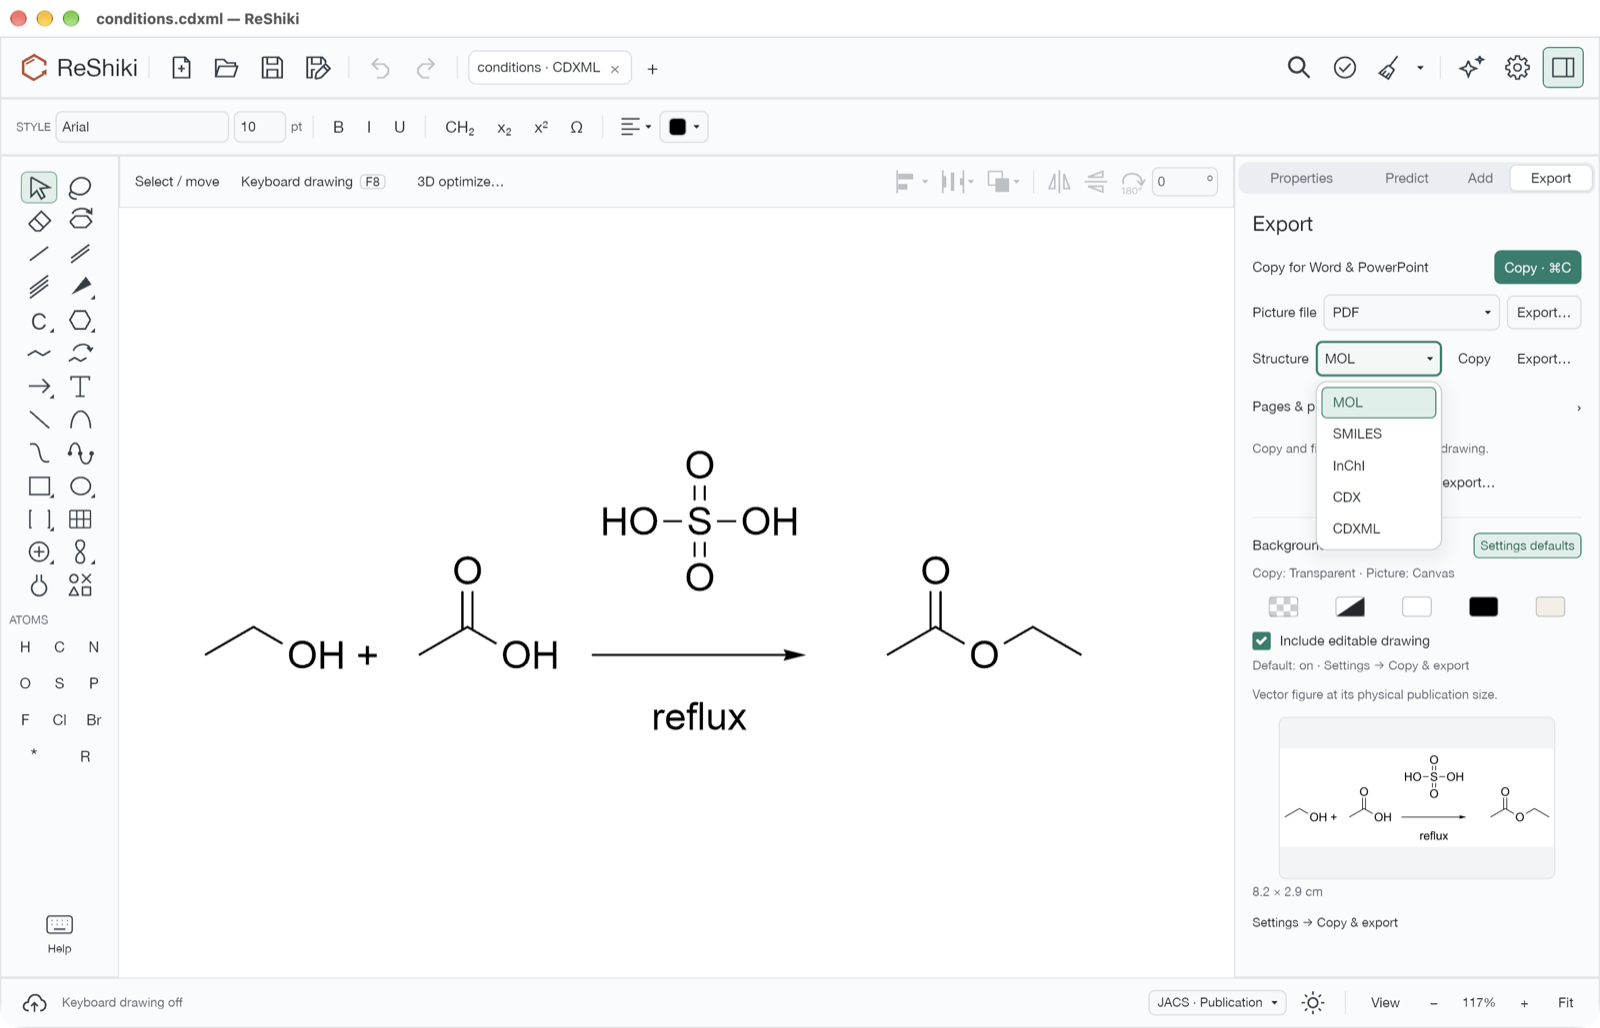 conditions.cdxml — ReShiki
ReShiki
conditions · CDXML × +
STYLE Arial 10 pt B I U CH₂ x₂ x² Ω
Select / move Keyboard drawing F8 3D optimize...
180° 0 °
Properties Predict Add Export
Export
Copy for Word & PowerPoint Copy · ⌘C
Picture file PDF Export...
Structure MOL Copy Export...
MOL
Pages & p
SMILES
Copy and fi drawing.
InChI
export...
CDX
CDXML
Backgroun Settings defaults
Copy: Transparent · Picture: Canvas
Include editable drawing
Default: on · Settings → Copy & export
Vector figure at its physical publication size.
O
HO S OH
O
OH +
O
OH
reflux
O
O
8.2 × 2.9 cm
Settings → Copy & export
C
T
ATOMS
H C N
O S P
F Cl Br
* R
Help
O
HO–S–OH
O
OH +
O
OH
reflux
O
O
Keyboard drawing off
JACS · Publication View − 117% + Fit